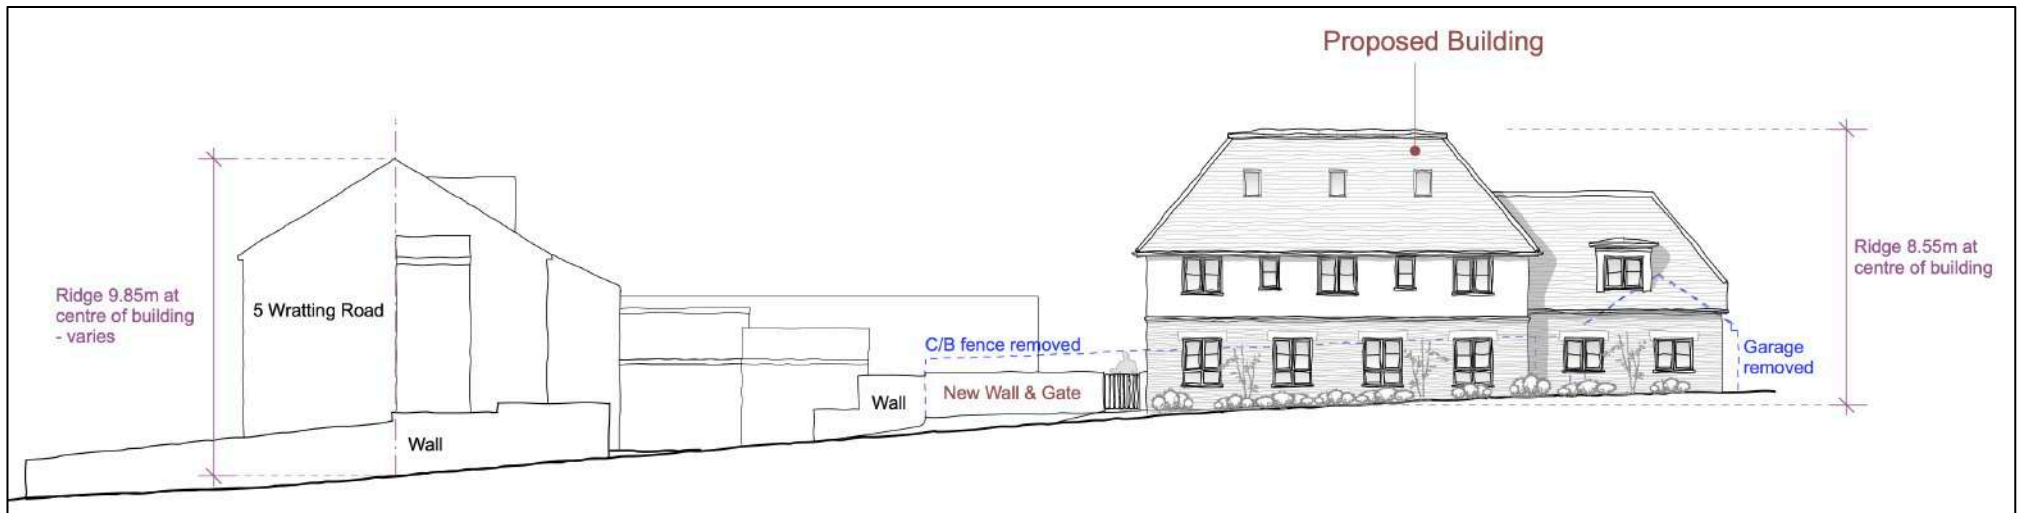 Proposed Building
Ridge 9.85m at
centre of building
- varies
5 Wratting Road
Wall
Wall
C/B fence removed
New Wall & Gate
Garage
removed
Ridge 8.55m at
centre of building